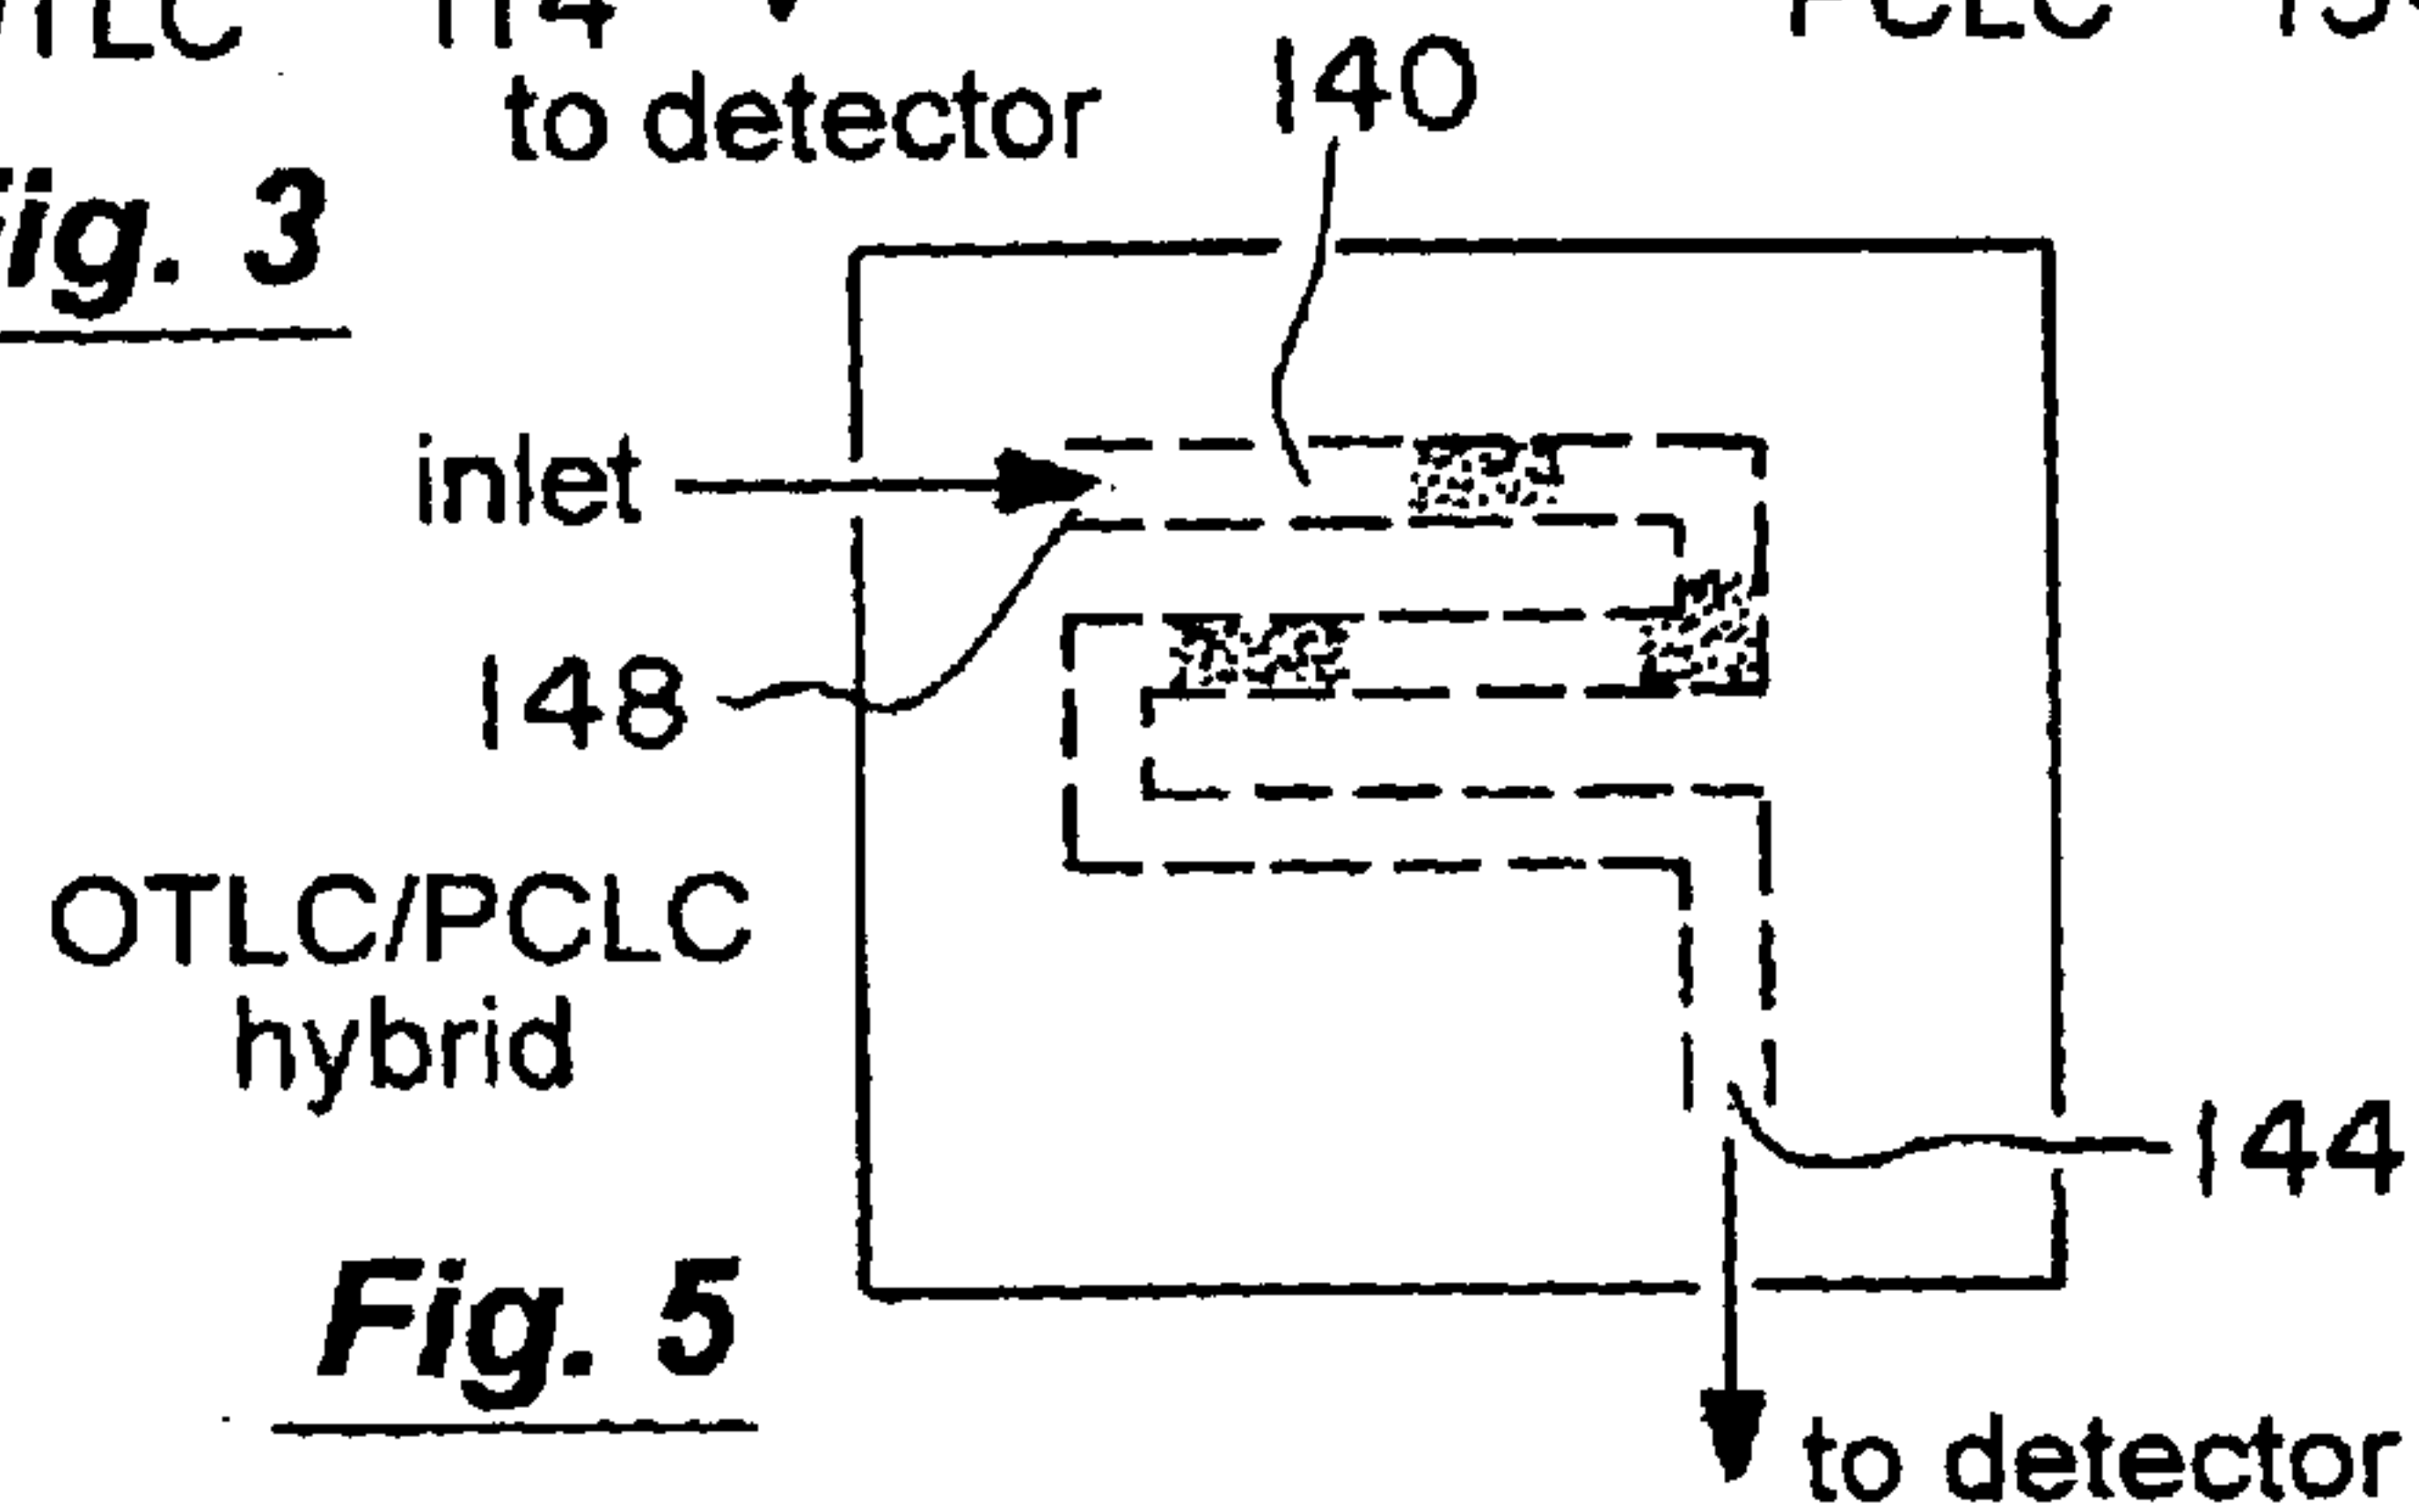 to detector
140
Fig. 3
inlet
148
OTLC/PCLC
hybrid
144
Fig. 5
to detector